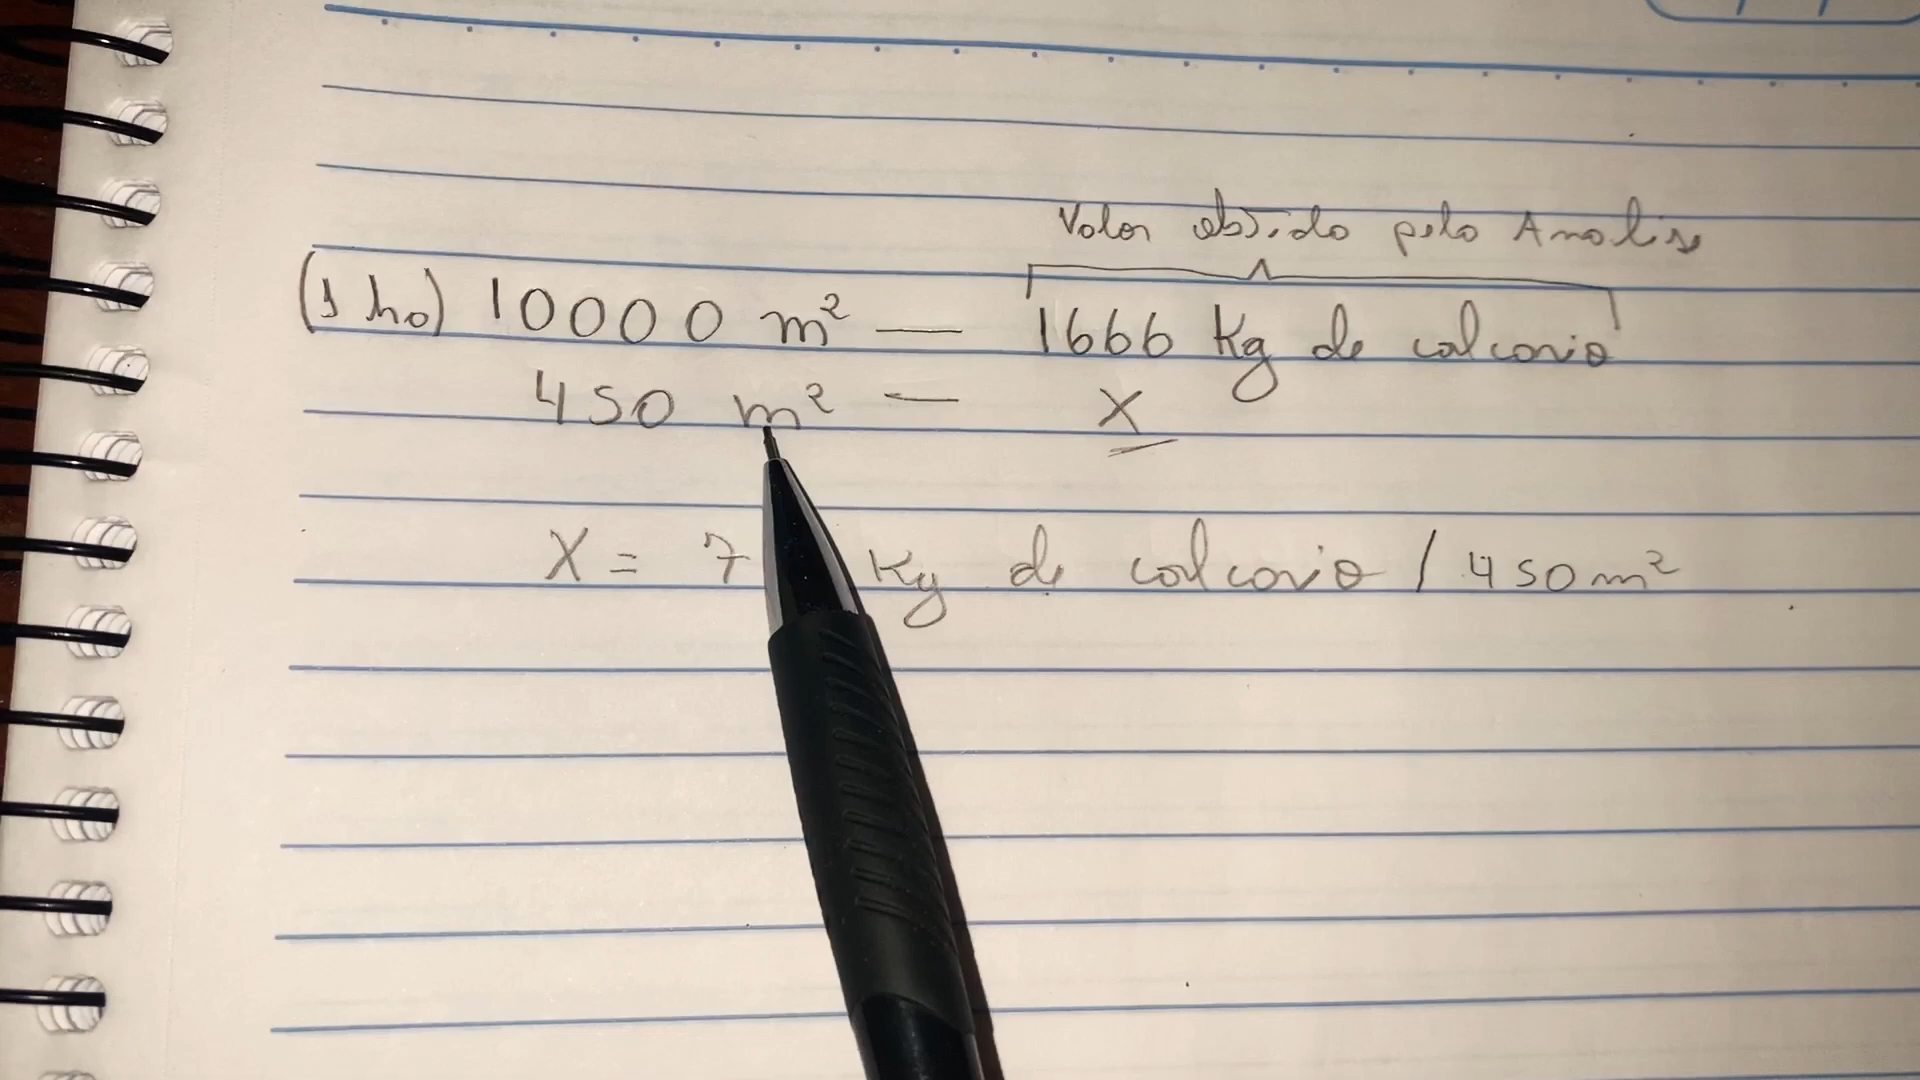 Valor obtido pela Analise
(1 ha) 10000 m² — 1666 Kg de calcario
450 m² — X
X = 7 Kg de calcario / 450 m²